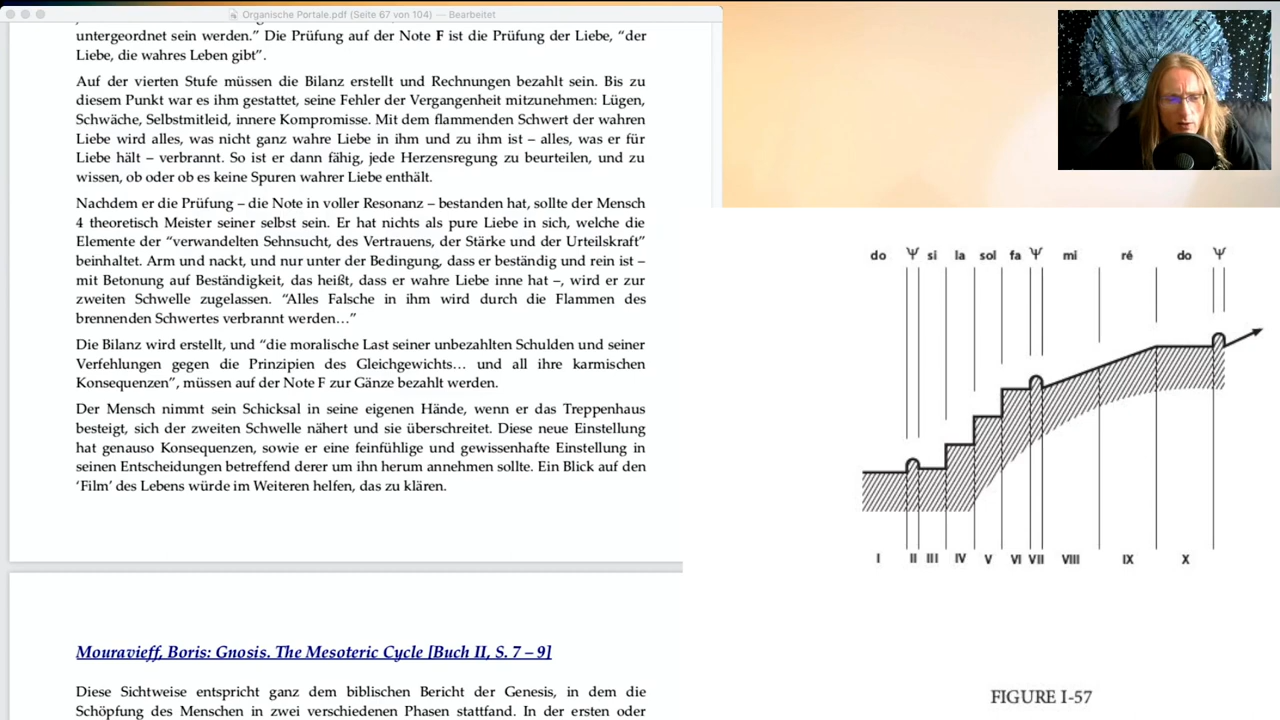 Organische Portale.pdf (Seite 67 von 104) — Bearbeitet
untergeordnet sein werden.” Die Prüfung auf der Note F ist die Prüfung der Liebe, “der
Liebe, die wahres Leben gibt”.
Auf der vierten Stufe müssen die Bilanz erstellt und Rechnungen bezahlt sein. Bis zu
diesem Punkt war es ihm gestattet, seine Fehler der Vergangenheit mitzunehmen: Lügen,
Schwäche, Selbstmitleid, innere Kompromisse. Mit dem flammenden Schwert der wahren
Liebe wird alles, was nicht ganz wahre Liebe in ihm und zu ihm ist – alles, was er für
Liebe hält – verbrannt. So ist er dann fähig, jede Herzensregung zu beurteilen, und zu
wissen, ob oder ob es keine Spuren wahrer Liebe enthält.
Nachdem er die Prüfung – die Note in voller Resonanz – bestanden hat, sollte der Mensch
4 theoretisch Meister seiner selbst sein. Er hat nichts als pure Liebe in sich, welche die
Elemente der “verwandelten Sehnsucht, des Vertrauens, der Stärke und der Urteilskraft”
beinhaltet. Arm und nackt, und nur unter der Bedingung, dass er beständig und rein ist –
mit Betonung auf Beständigkeit, das heißt, dass er wahre Liebe inne hat –, wird er zur
zweiten Schwelle zugelassen. “Alles Falsche in ihm wird durch die Flammen des
brennenden Schwertes verbrannt werden…”
Die Bilanz wird erstellt, und “die moralische Last seiner unbezahlten Schulden und seiner
Verfehlungen gegen die Prinzipien des Gleichgewichts… und all ihre karmischen
Konsequenzen”, müssen auf der Note F zur Gänze bezahlt werden.
Der Mensch nimmt sein Schicksal in seine eigenen Hände, wenn er das Treppenhaus
besteigt, sich der zweiten Schwelle nähert und sie überschreitet. Diese neue Einstellung
hat genauso Konsequenzen, sowie er eine feinfühlige und gewissenhafte Einstellung in
seinen Entscheidungen betreffend derer um ihn herum annehmen sollte. Ein Blick auf den
‘Film’ des Lebens würde im Weiteren helfen, das zu klären.
Mouravieff, Boris: Gnosis. The Mesoteric Cycle [Buch II, S. 7 – 9]
Diese Sichtweise entspricht ganz dem biblischen Bericht der Genesis, in dem die
Schöpfung des Menschen in zwei verschiedenen Phasen stattfand. In der ersten oder
do Ψ si la sol fa Ψ mi ré do Ψ
I II III IV V VI VII VIII IX X
FIGURE I-57